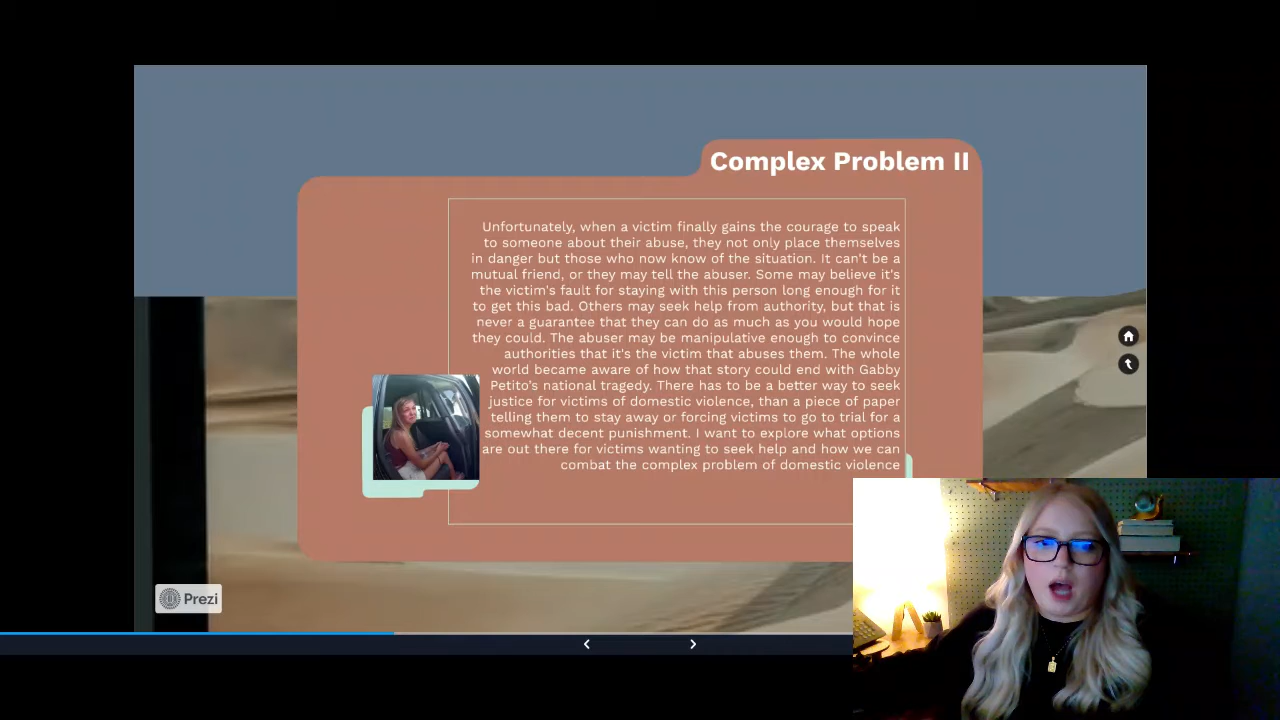 Complex Problem II
Unfortunately, when a victim finally gains the courage to speak
to someone about their abuse, they not only place themselves
in danger but those who now know of the situation. It can't be a
mutual friend, or they may tell the abuser. Some may believe it's
the victim's fault for staying with this person long enough for it
to get this bad. Others may seek help from authority, but that is
never a guarantee that they can do as much as you would hope
they could. The abuser may be manipulative enough to convince
authorities that it's the victim that abuses them. The whole
world became aware of how that story could end with Gabby
Petito's national tragedy. There has to be a better way to seek
justice for victims of domestic violence, than a piece of paper
telling them to stay away or forcing victims to go to trial for a
somewhat decent punishment. I want to explore what options
are out there for victims wanting to seek help and how we can
combat the complex problem of domestic violence
Prezi